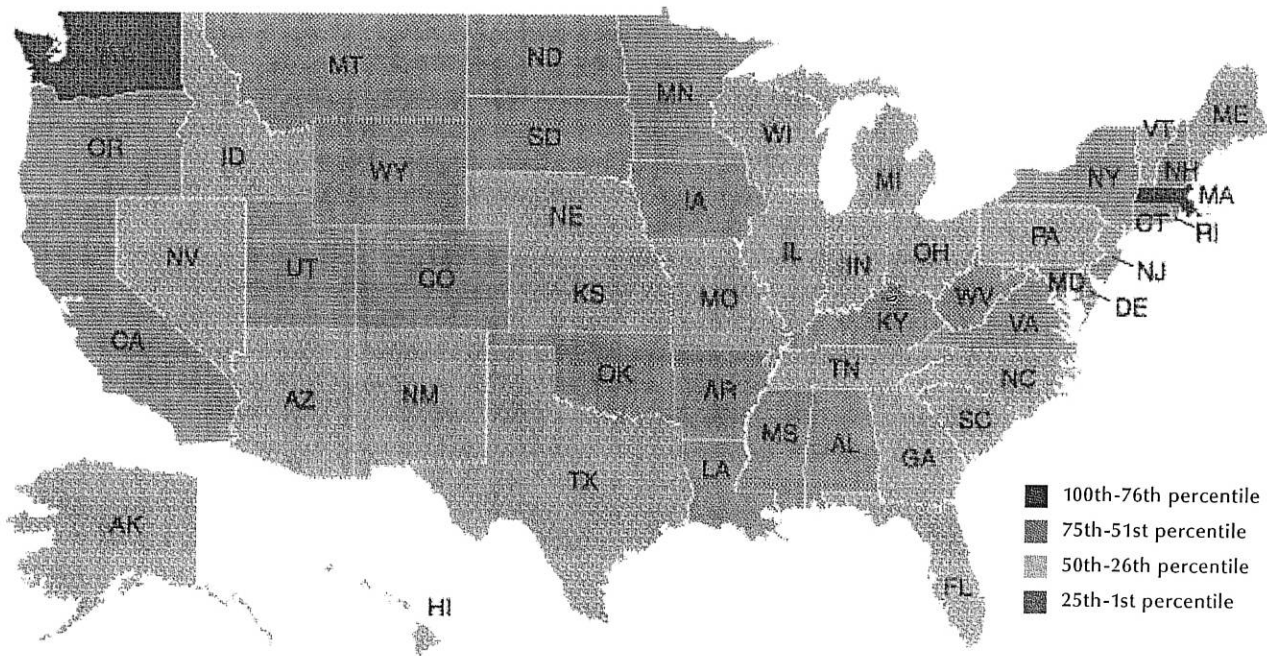 MT
ND
MN
OR
ID
WY
SD
WI
MI
VT
ME
NH
NY
MA
CT
RI
NV
UT
CO
NE
IA
IL
IN
OH
PA
NJ
MD
DE
CA
KS
MO
KY
WV
VA
AZ
NM
OK
AR
TN
NC
MS
AL
SC
GA
LA
TX
AK
HI
FL
100th-76th percentile
75th-51st percentile
50th-26th percentile
25th-1st percentile